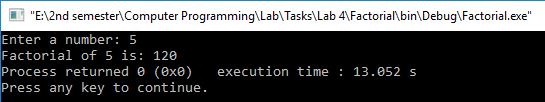 "E:\2nd semester\Computer Programming\Lab\Tasks\Lab 4\Factorial\bin\Debug\Factorial.exe"
Enter a number: 5
Factorial of 5 is: 120
Process returned 0 (0x0)   execution time : 13.052 s
Press any key to continue.